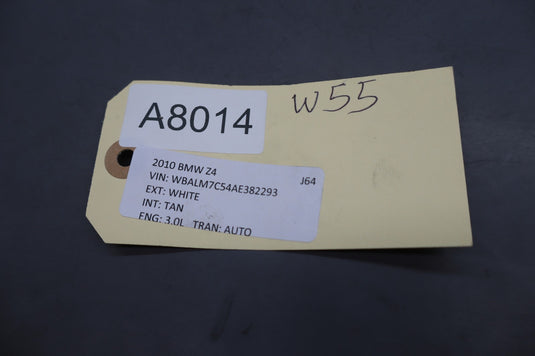 W55
A8014
2010 BMW Z4
VIN: WBALM7C54AE382293 J64
EXT: WHITE
INT: TAN
ENG: 3.0L TRAN: AUTO